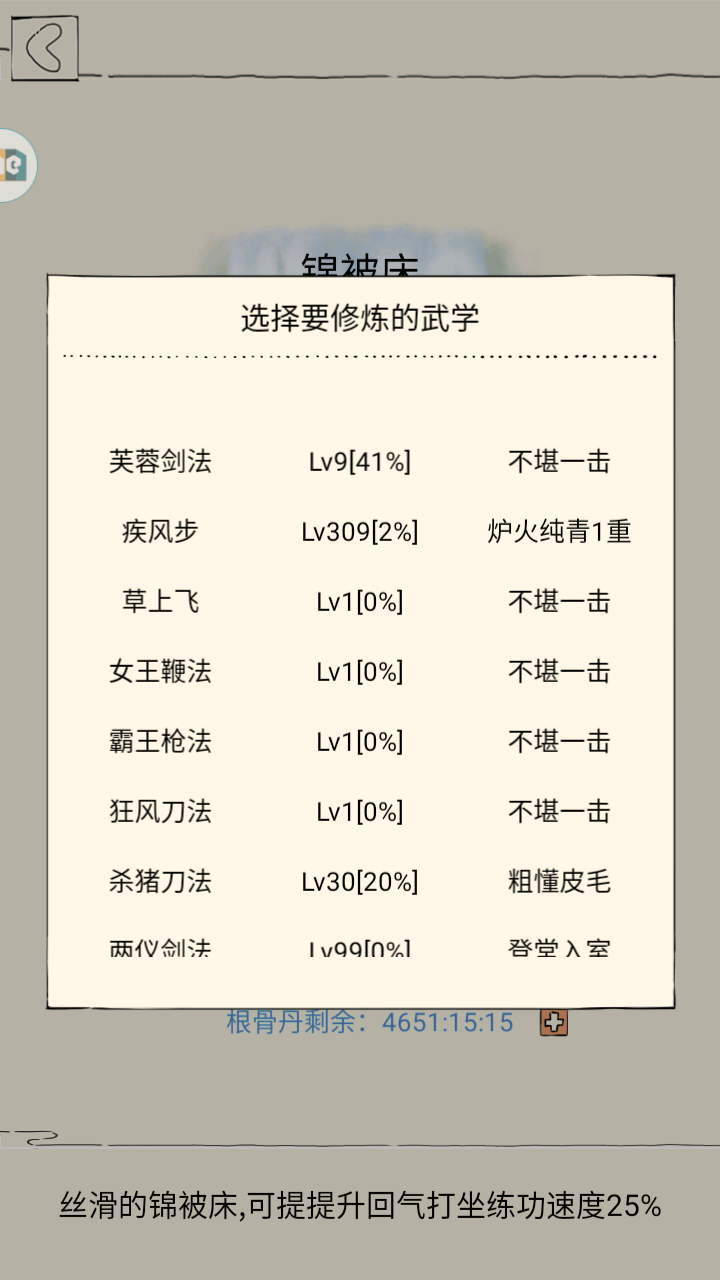 锦被床
选择要修炼的武学
芙蓉剑法 Lv9[41%] 不堪一击
疾风步 Lv309[2%] 炉火纯青1重
草上飞 Lv1[0%] 不堪一击
女王鞭法 Lv1[0%] 不堪一击
霸王枪法 Lv1[0%] 不堪一击
狂风刀法 Lv1[0%] 不堪一击
杀猪刀法 Lv30[20%] 粗懂皮毛
两仪剑法 Lv99[0%] 登堂入室
根骨丹剩余：4651:15:15
丝滑的锦被床,可提提升回气打坐练功速度25%